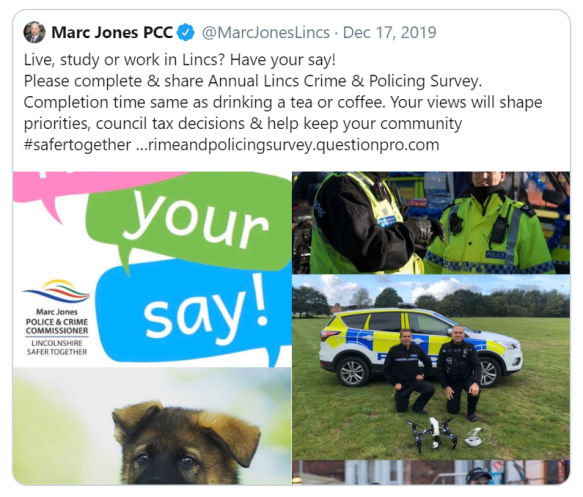 Marc Jones PCC @MarcJonesLincs · Dec 17, 2019
Live, study or work in Lincs? Have your say!
Please complete & share Annual Lincs Crime & Policing Survey.
Completion time same as drinking a tea or coffee. Your views will shape
priorities, council tax decisions & help keep your community
#safertogether ...rimeandpolicingsurvey.questionpro.com
your
say!
Marc Jones
POLICE & CRIME
COMMISSIONER
LINCOLNSHIRE
SAFER TOGETHER
POLICE